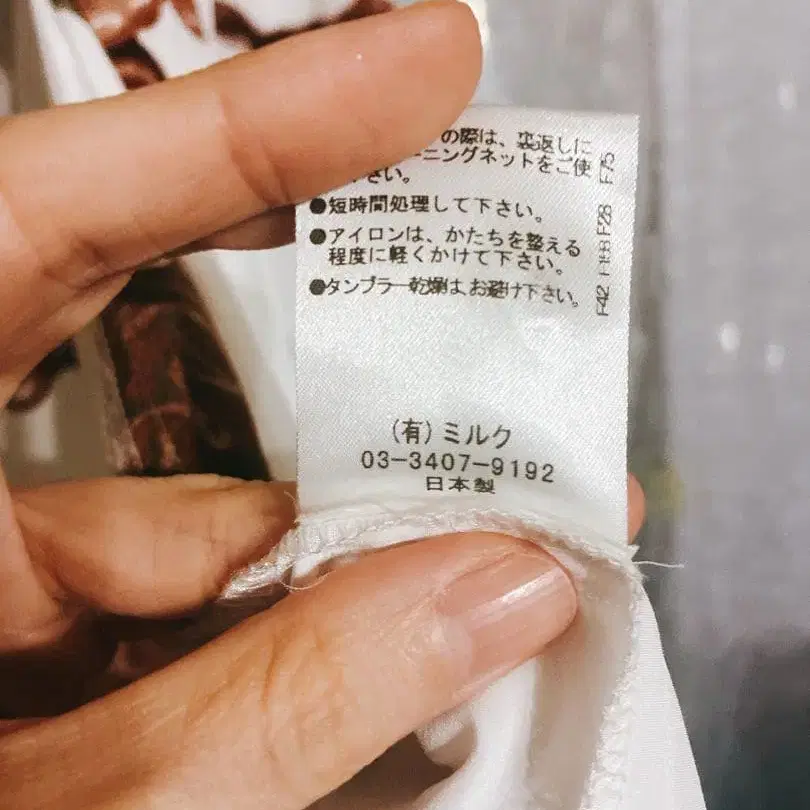 の際は、裏返しに
ーニングネットをご使
さい。
●短時間処理して下さい。
●アイロンは、かたちを整える
程度に軽くかけて下さい。
●タンブラー乾燥は、お避け下さい。
F42 F188 F28 F75
(有)ミルク
03-3407-9192
日本製